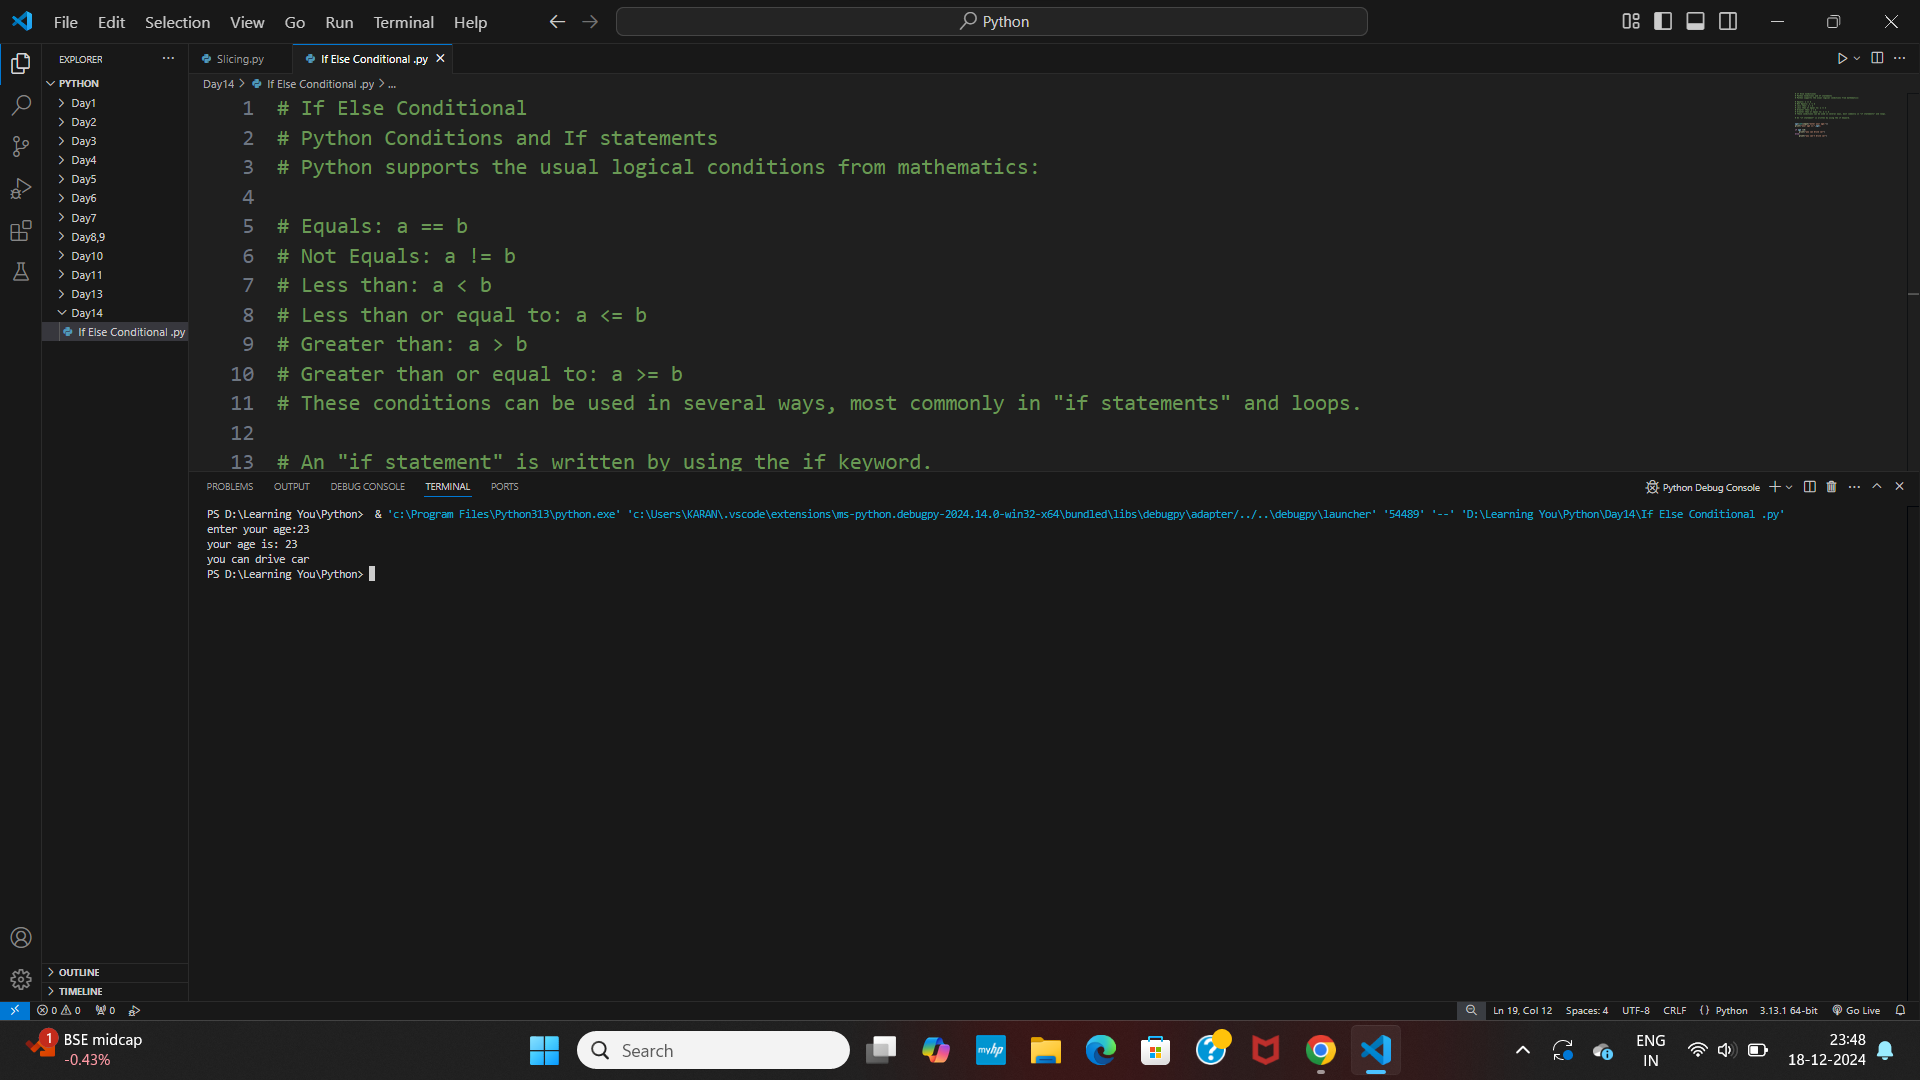 File Edit Selection View Go Run Terminal Help
Python
EXPLORER
PYTHON
Day1
Day2
Day3
Day4
Day5
Day6
Day7
Day8,9
Day10
Day11
Day13
Day14
If Else Conditional .py
OUTLINE
TIMELINE
Slicing.py
If Else Conditional .py
Day14 > If Else Conditional .py > ...
1 # If Else Conditional
2 # Python Conditions and If statements
3 # Python supports the usual logical conditions from mathematics:
4
5 # Equals: a == b
6 # Not Equals: a != b
7 # Less than: a < b
8 # Less than or equal to: a <= b
9 # Greater than: a > b
10 # Greater than or equal to: a >= b
11 # These conditions can be used in several ways, most commonly in "if statements" and loops.
12
13 # An "if statement" is written by using the if keyword.
PROBLEMS OUTPUT DEBUG CONSOLE TERMINAL PORTS
Python Debug Console
PS D:\Learning You\Python>  & 'c:\Program Files\Python313\python.exe' 'c:\Users\KARAN\.vscode\extensions\ms-python.debugpy-2024.14.0-win32-x64\bundled\libs\debugpy\adapter/../..\debugpy\launcher' '54489' '--' 'D:\Learning You\Python\Day14\If Else Conditional .py'
enter your age:23
your age is: 23
you can drive car
PS D:\Learning You\Python>
0 0 0
Ln 19, Col 12 Spaces: 4 UTF-8 CRLF {} Python 3.13.1 64-bit Go Live
1
BSE midcap
-0.43%
Search
myhp
ENG
IN
23:48
18-12-2024